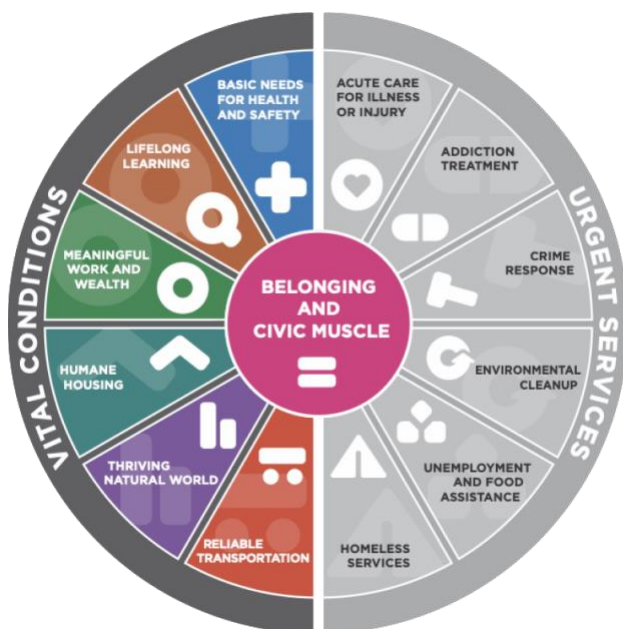 VITAL CONDITIONS
BASIC NEEDS
FOR HEALTH
AND SAFETY
LIFELONG
LEARNING
MEANINGFUL
WORK AND
WEALTH
HUMANE
HOUSING
THRIVING
NATURAL WORLD
RELIABLE
TRANSPORTATION
BELONGING
AND
CIVIC MUSCLE
URGENT SERVICES
ACUTE CARE
FOR ILLNESS
OR INJURY
ADDICTION
TREATMENT
CRIME
RESPONSE
ENVIRONMENTAL
CLEANUP
UNEMPLOYMENT
AND FOOD
ASSISTANCE
HOMELESS
SERVICES